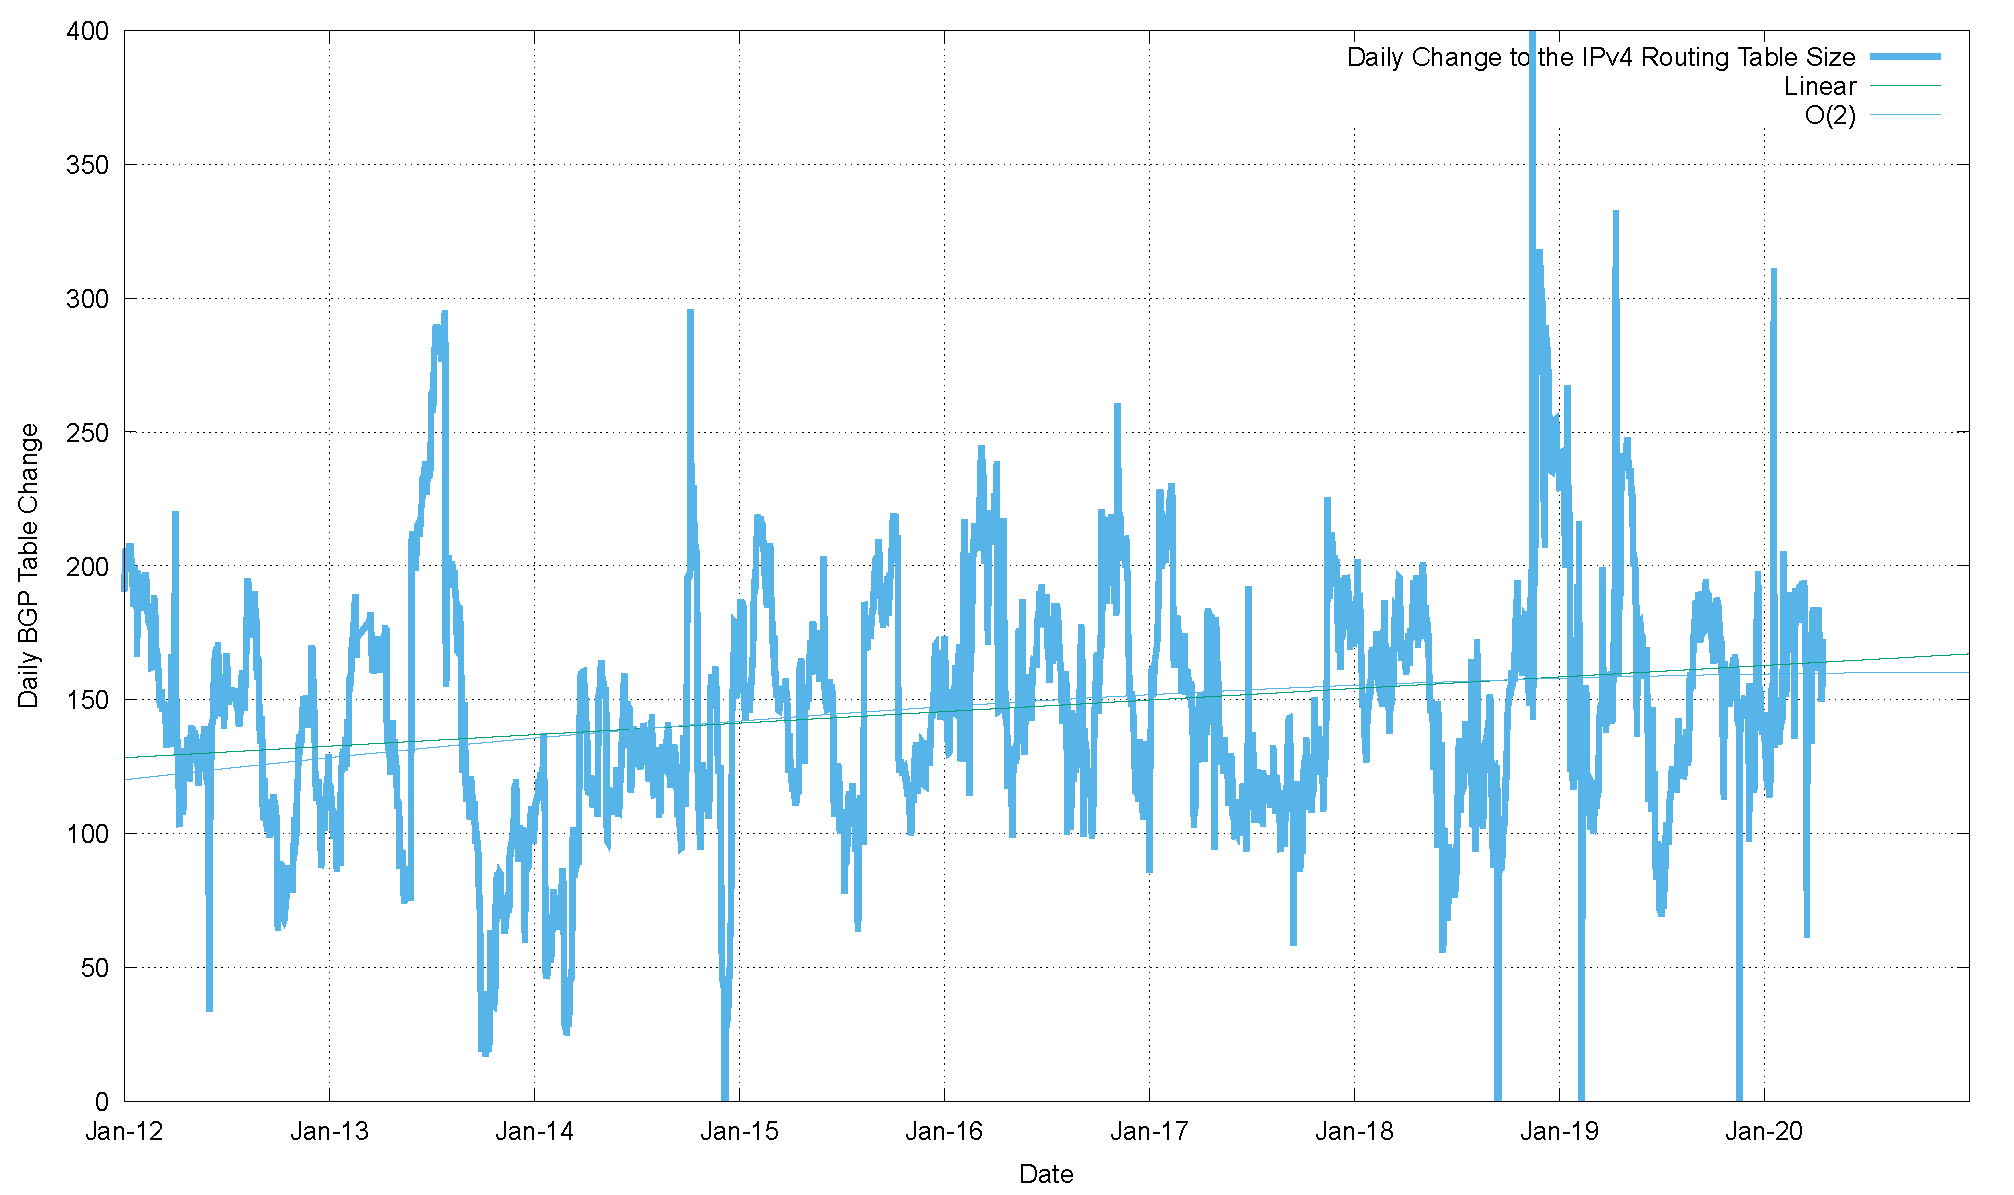 Daily Change to the IPv4 Routing Table Size
Linear
O(2)
400
350
300
250
200
150
100
50
0
Daily BGP Table Change
Jan-12 Jan-13 Jan-14 Jan-15 Jan-16 Jan-17 Jan-18 Jan-19 Jan-20
Date